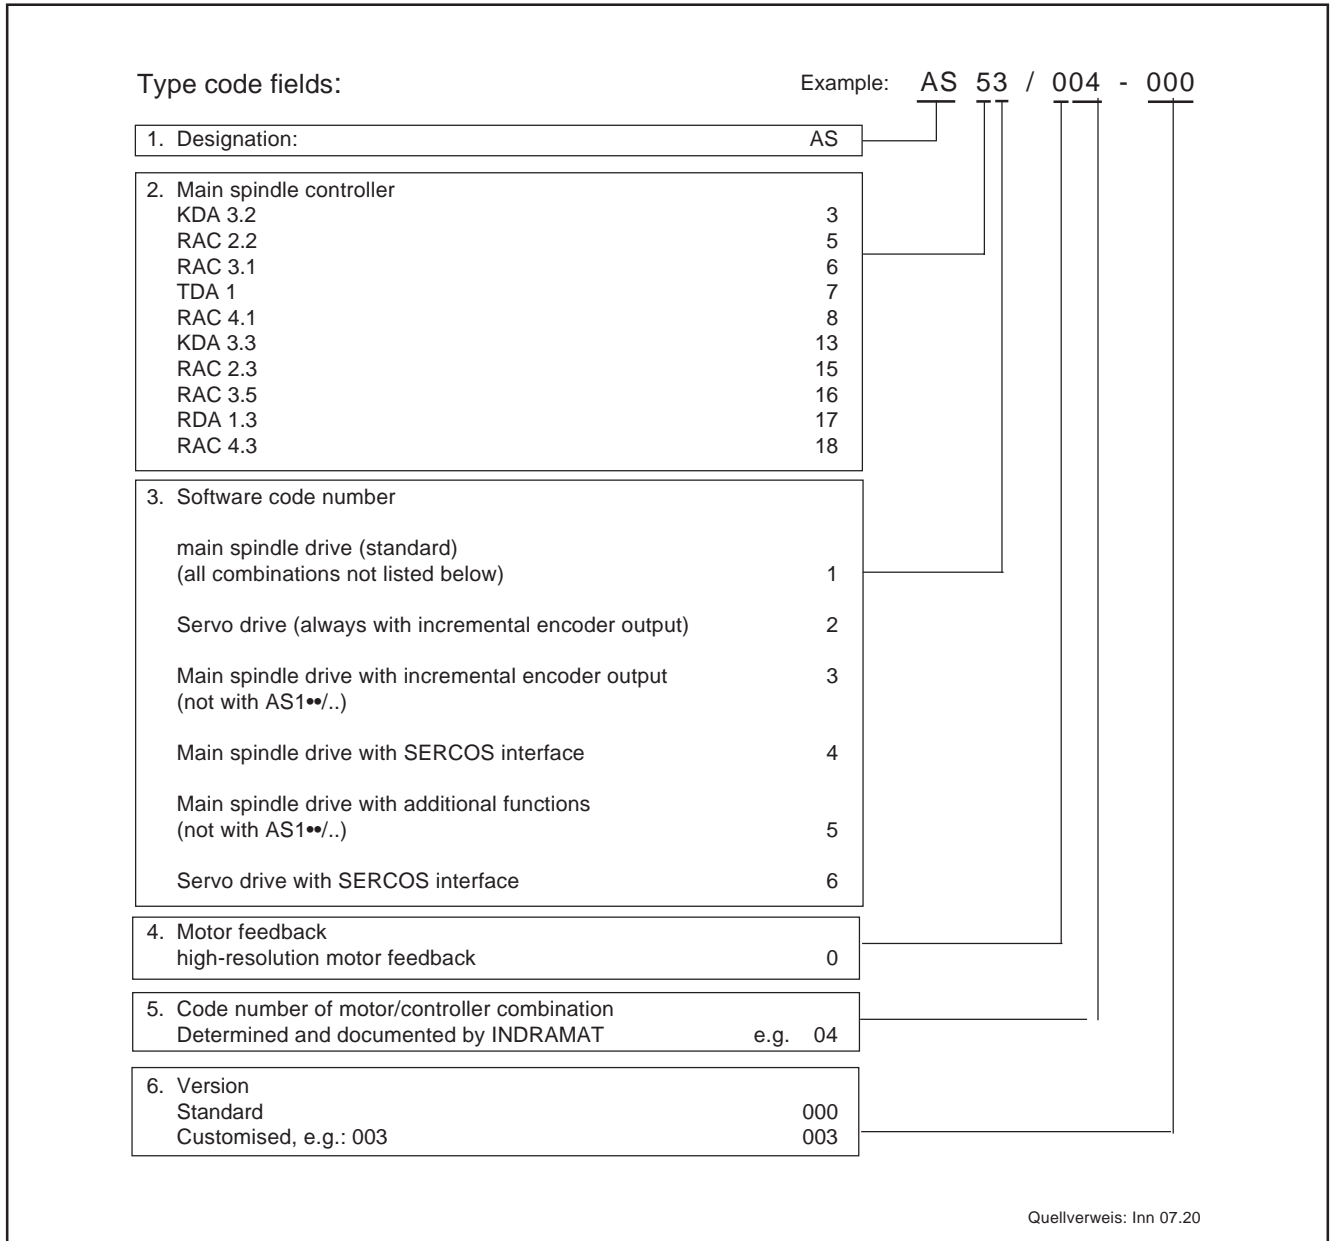 Type code fields:
Example: AS 53 / 004 - 000
1. Designation: AS
2. Main spindle controller
KDA 3.2 3
RAC 2.2 5
RAC 3.1 6
TDA 1 7
RAC 4.1 8
KDA 3.3 13
RAC 2.3 15
RAC 3.5 16
RDA 1.3 17
RAC 4.3 18
3. Software code number
main spindle drive (standard)
(all combinations not listed below) 1
Servo drive (always with incremental encoder output) 2
Main spindle drive with incremental encoder output 3
(not with AS1••/..)
Main spindle drive with SERCOS interface 4
Main spindle drive with additional functions
(not with AS1••/..) 5
Servo drive with SERCOS interface 6
4. Motor feedback
high-resolution motor feedback 0
5. Code number of motor/controller combination
Determined and documented by INDRAMAT e.g. 04
6. Version
Standard 000
Customised, e.g.: 003 003
Quellverweis: Inn 07.20